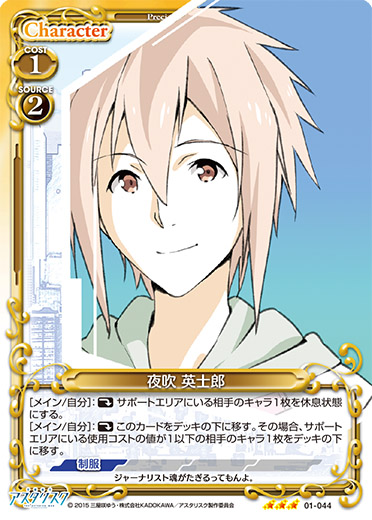 Preci
Character
COST
1
SOURCE
2
夜吹 英士郎
[メイン/自分]: サポートエリアにいる相手のキャラ1枚を休息状態
にする。
[メイン/自分]: このカードをデッキの下に移す。その場合、サポート
エリアにいる使用コストの値が1以下の相手のキャラ1枚をデッキの下
に移す。
制服
ジャーナリスト魂がたぎるってもんよ。
アスタリスク
© 2015 三屋咲ゆう・株式会社KADOKAWA／アスタリスク製作委員会
01-044